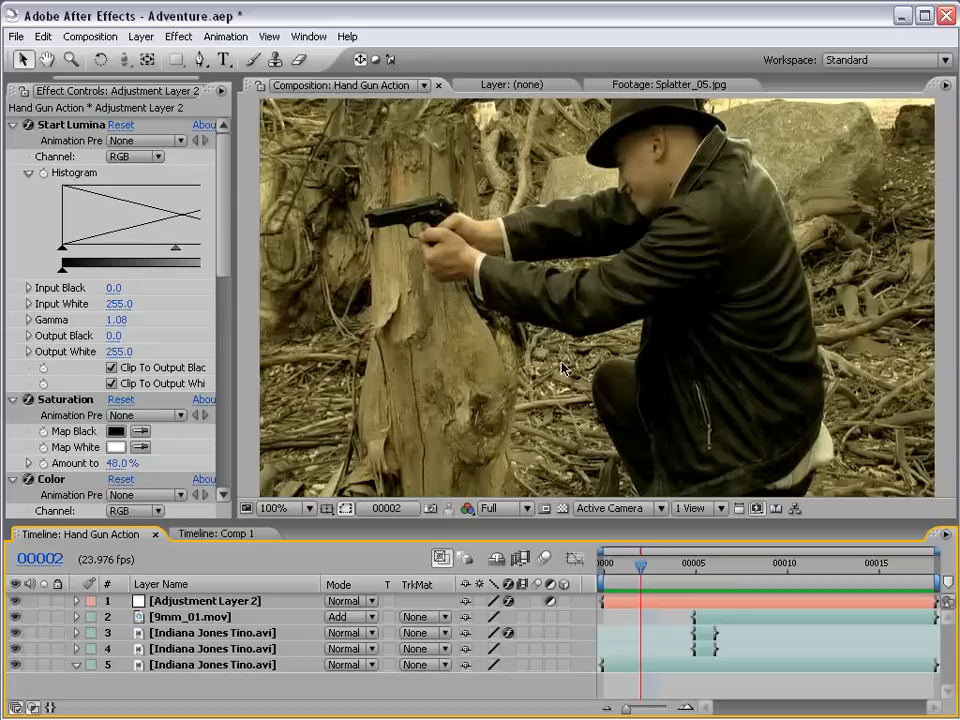 Adobe After Effects - Adventure.aep *
File Edit Composition Layer Effect Animation View Window Help
Workspace: Standard
Effect Controls: Adjustment Layer 2
Composition: Hand Gun Action
Layer: (none)
Footage: Splatter_05.jpg
Hand Gun Action * Adjustment Layer 2
Start Lumina Reset Abou
Animation Pre None
Channel: RGB
Histogram
Input Black 0.0
Input White 255.0
Gamma 1.08
Output Black 0.0
Output White 255.0
Clip To Output Blac
Clip To Output Whi
Saturation Reset Abou
Animation Pre None
Map Black
Map White
Amount to 48.0 %
Color Reset Abou
Animation Pre None
Channel: RGB
100% 00002 Full Active Camera 1 View
Timeline: Hand Gun Action
Timeline: Comp 1
00002 (23.976 fps)
0000 00005 00010 00015
# Layer Name Mode T TrkMat
1 [Adjustment Layer 2] Normal
2 [9mm_01.mov] Add None
3 [Indiana Jones Tino.avi] Normal None
4 [Indiana Jones Tino.avi] Normal None
5 [Indiana Jones Tino.avi] Normal None